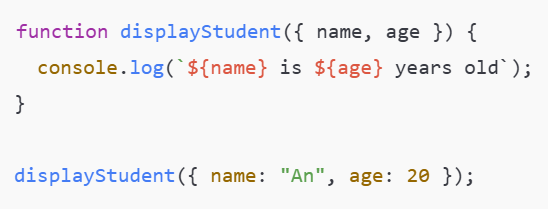 function displayStudent({ name, age }) {
  console.log(`${name} is ${age} years old`);
}

displayStudent({ name: "An", age: 20 });